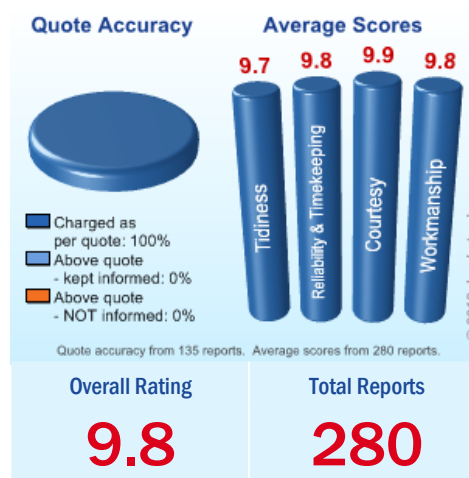 Quote Accuracy
Charged as
per quote: 100%
Above quote
- kept informed: 0%
Above quote
- NOT informed: 0%
Average Scores
9.7
9.8
9.9
9.8
Tidiness
Reliability & Timekeeping
Courtesy
Workmanship
Quote accuracy from 135 reports. Average scores from 280 reports.
Overall Rating
9.8
Total Reports
280